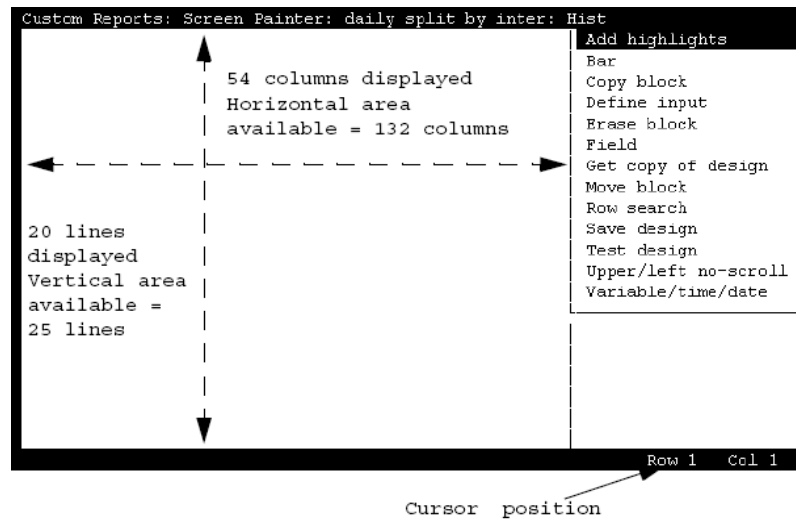 Custom Reports: Screen Painter: daily split by inter: Hist
54 columns displayed
Horizontal area
available = 132 columns
20 lines
displayed
Vertical area
available =
25 lines
Add highlights
Bar
Copy block
Define input
Erase block
Field
Get copy of design
Move block
Row search
Save design
Test design
Upper/left no-scroll
Variable/time/date
Row 1 Col 1
Cursor position